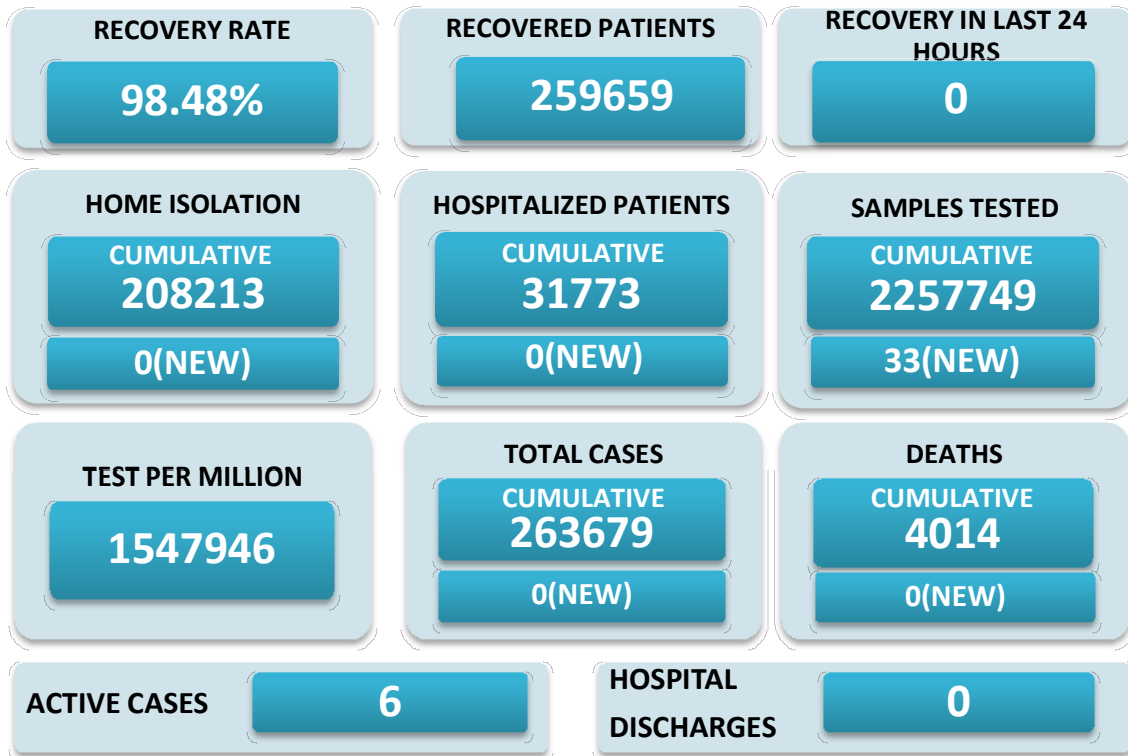 RECOVERY RATE
98.48%
RECOVERED PATIENTS
259659
RECOVERY IN LAST 24
HOURS
0
HOME ISOLATION
CUMULATIVE
208213
0(NEW)
HOSPITALIZED PATIENTS
CUMULATIVE
31773
0(NEW)
SAMPLES TESTED
CUMULATIVE
2257749
33(NEW)
TEST PER MILLION
1547946
TOTAL CASES
CUMULATIVE
263679
0(NEW)
DEATHS
CUMULATIVE
4014
0(NEW)
ACTIVE CASES
6
HOSPITAL
DISCHARGES
0